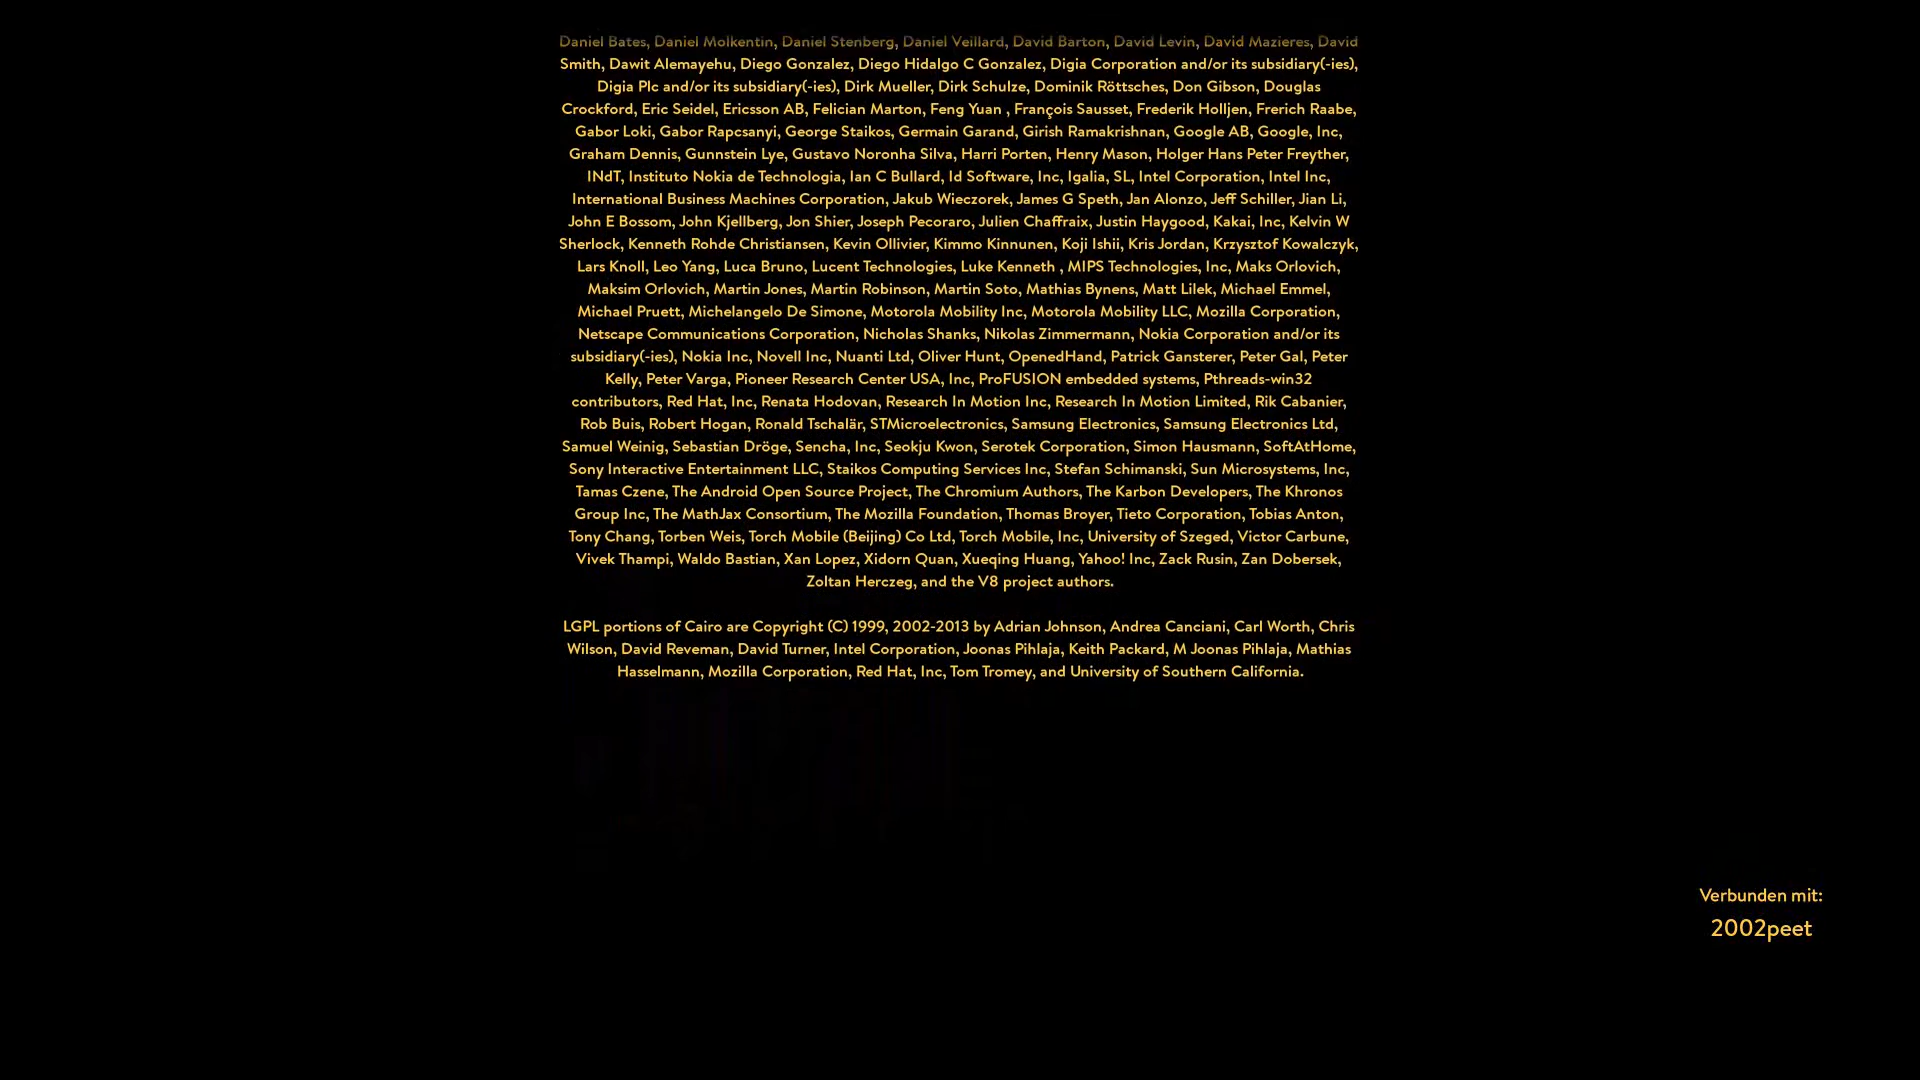 Daniel Bates, Daniel Molkentin, Daniel Stenberg, Daniel Veillard, David Barton, David Levin, David Mazieres, David
Smith, Dawit Alemayehu, Diego Gonzalez, Diego Hidalgo C Gonzalez, Digia Corporation and/or its subsidiary(-ies),
Digia Plc and/or its subsidiary(-ies), Dirk Mueller, Dirk Schulze, Dominik Röttsches, Don Gibson, Douglas
Crockford, Eric Seidel, Ericsson AB, Felician Marton, Feng Yuan , François Sausset, Frederik Holljen, Frerich Raabe,
Gabor Loki, Gabor Rapcsanyi, George Staikos, Germain Garand, Girish Ramakrishnan, Google AB, Google, Inc,
Graham Dennis, Gunnstein Lye, Gustavo Noronha Silva, Harri Porten, Henry Mason, Holger Hans Peter Freyther,
INdT, Instituto Nokia de Technologia, Ian C Bullard, Id Software, Inc, Igalia, SL, Intel Corporation, Intel Inc,
International Business Machines Corporation, Jakub Wieczorek, James G Speth, Jan Alonzo, Jeff Schiller, Jian Li,
John E Bossom, John Kjellberg, Jon Shier, Joseph Pecoraro, Julien Chaffraix, Justin Haygood, Kakai, Inc, Kelvin W
Sherlock, Kenneth Rohde Christiansen, Kevin Ollivier, Kimmo Kinnunen, Koji Ishii, Kris Jordan, Krzysztof Kowalczyk,
Lars Knoll, Leo Yang, Luca Bruno, Lucent Technologies, Luke Kenneth , MIPS Technologies, Inc, Maks Orlovich,
Maksim Orlovich, Martin Jones, Martin Robinson, Martin Soto, Mathias Bynens, Matt Lilek, Michael Emmel,
Michael Pruett, Michelangelo De Simone, Motorola Mobility Inc, Motorola Mobility LLC, Mozilla Corporation,
Netscape Communications Corporation, Nicholas Shanks, Nikolas Zimmermann, Nokia Corporation and/or its
subsidiary(-ies), Nokia Inc, Novell Inc, Nuanti Ltd, Oliver Hunt, OpenedHand, Patrick Gansterer, Peter Gal, Peter
Kelly, Peter Varga, Pioneer Research Center USA, Inc, ProFUSION embedded systems, Pthreads-win32
contributors, Red Hat, Inc, Renata Hodovan, Research In Motion Inc, Research In Motion Limited, Rik Cabanier,
Rob Buis, Robert Hogan, Ronald Tschalär, STMicroelectronics, Samsung Electronics, Samsung Electronics Ltd,
Samuel Weinig, Sebastian Dröge, Sencha, Inc, Seokju Kwon, Serotek Corporation, Simon Hausmann, SoftAtHome,
Sony Interactive Entertainment LLC, Staikos Computing Services Inc, Stefan Schimanski, Sun Microsystems, Inc,
Tamas Czene, The Android Open Source Project, The Chromium Authors, The Karbon Developers, The Khronos
Group Inc, The MathJax Consortium, The Mozilla Foundation, Thomas Broyer, Tieto Corporation, Tobias Anton,
Tony Chang, Torben Weis, Torch Mobile (Beijing) Co Ltd, Torch Mobile, Inc, University of Szeged, Victor Carbune,
Vivek Thampi, Waldo Bastian, Xan Lopez, Xidorn Quan, Xueqing Huang, Yahoo! Inc, Zack Rusin, Zan Dobersek,
Zoltan Herczeg, and the V8 project authors.
LGPL portions of Cairo are Copyright (C) 1999, 2002-2013 by Adrian Johnson, Andrea Canciani, Carl Worth, Chris
Wilson, David Reveman, David Turner, Intel Corporation, Joonas Pihlaja, Keith Packard, M Joonas Pihlaja, Mathias
Hasselmann, Mozilla Corporation, Red Hat, Inc, Tom Tromey, and University of Southern California.
Verbunden mit:
2002peet